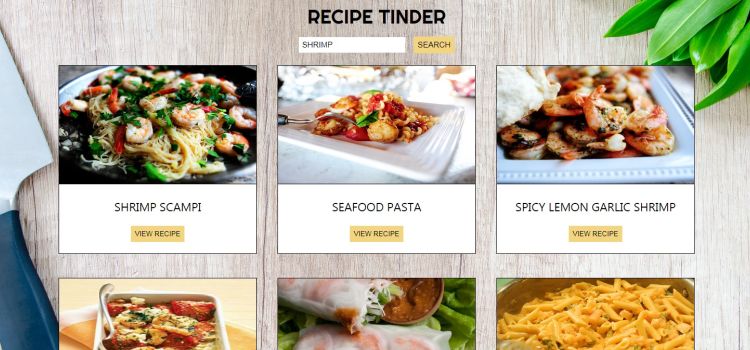 RECIPE TINDER
SHRIMP SEARCH
SHRIMP SCAMPI
VIEW RECIPE
SEAFOOD PASTA
VIEW RECIPE
SPICY LEMON GARLIC SHRIMP
VIEW RECIPE